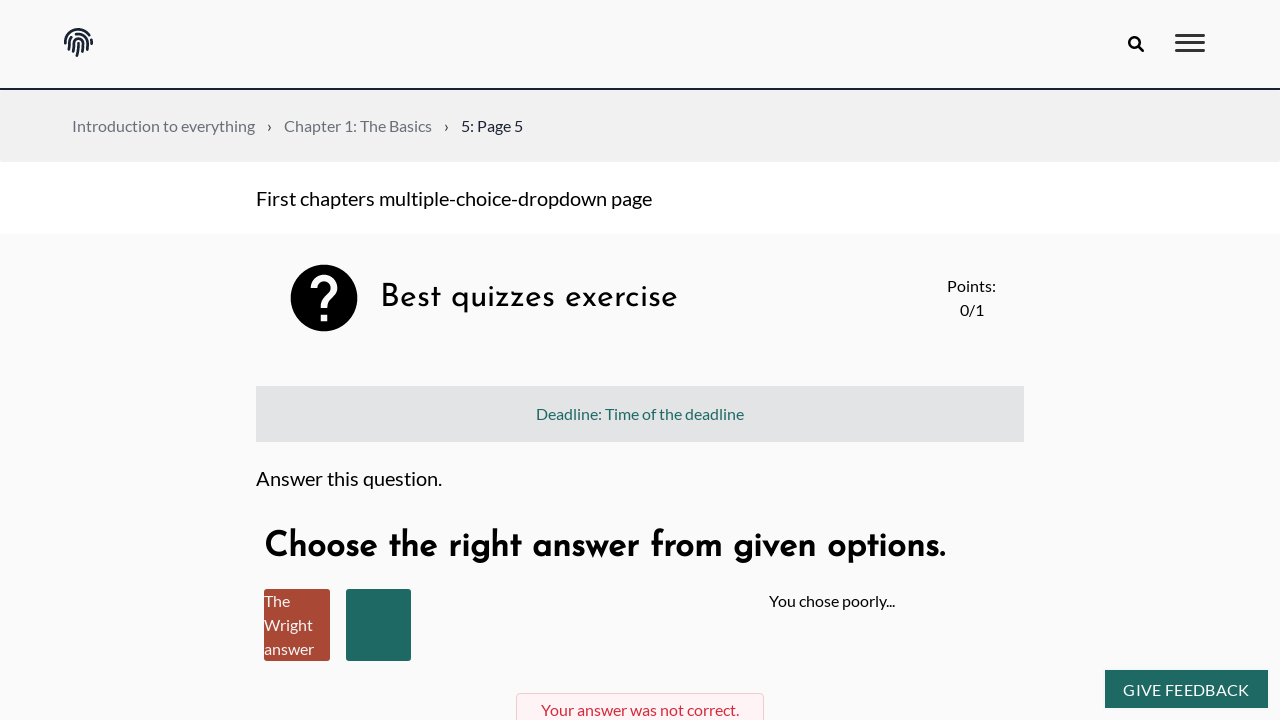 Introduction to everything › Chapter 1: The Basics › 5: Page 5
First chapters multiple-choice-dropdown page
Best quizzes exercise
Points:
0/1
Deadline: Time of the deadline
Answer this question.
Choose the right answer from given options.
The
Wright
answer
You chose poorly...
Your answer was not correct.
GIVE FEEDBACK